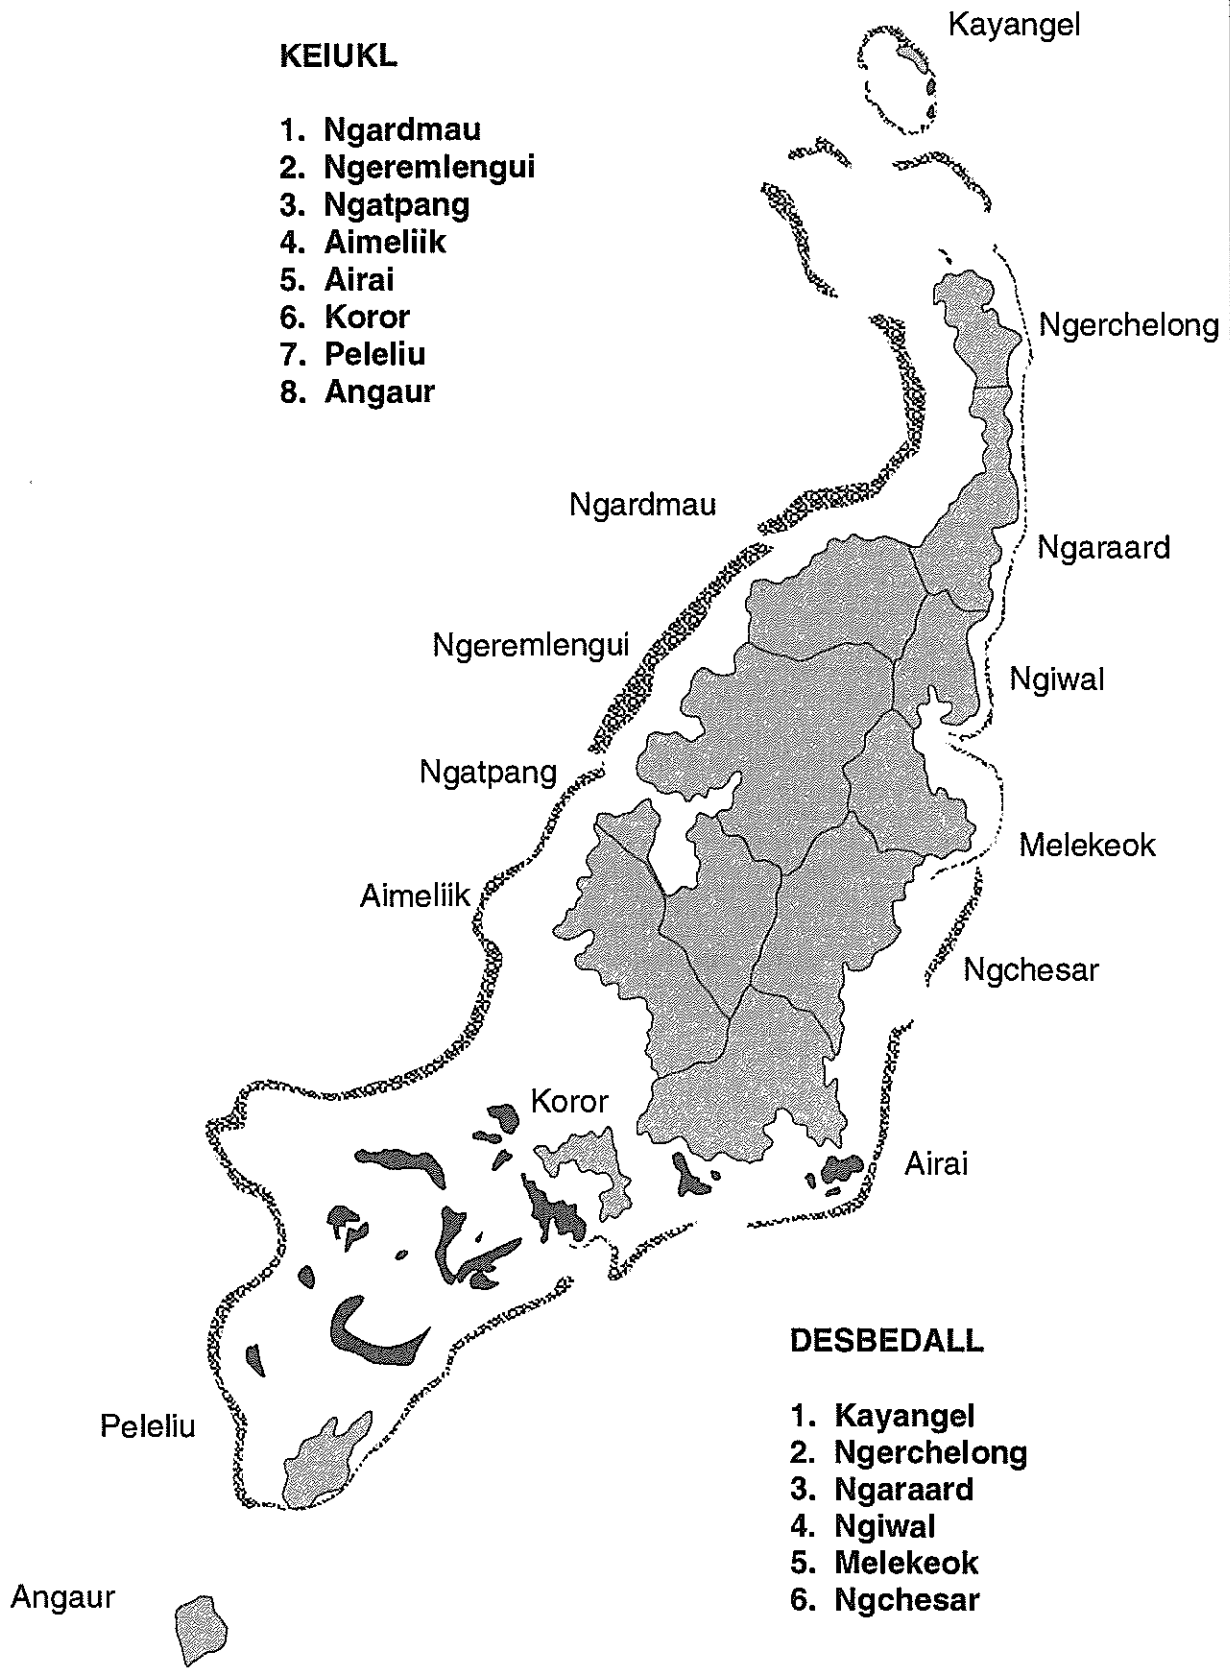 Kayangel
KEIUKL
1. Ngardmau
2. Ngeremlengui
3. Ngatpang
4. Aimeliik
5. Airai
6. Koror
7. Peleliu
8. Angaur
Ngerchelong
Ngardmau
Ngaraard
Ngeremlengui
Ngiwal
Ngatpang
Melekeok
Aimeliik
Ngchesar
Koror
Airai
DESBEDALL
1. Kayangel
2. Ngerchelong
3. Ngaraard
4. Ngiwal
5. Melekeok
6. Ngchesar
Peleliu
Angaur